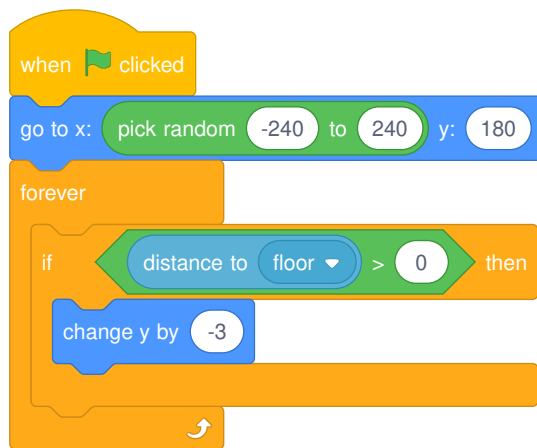 when clicked
go to x: pick random -240 to 240 y: 180
forever
if distance to floor > 0 then
change y by -3